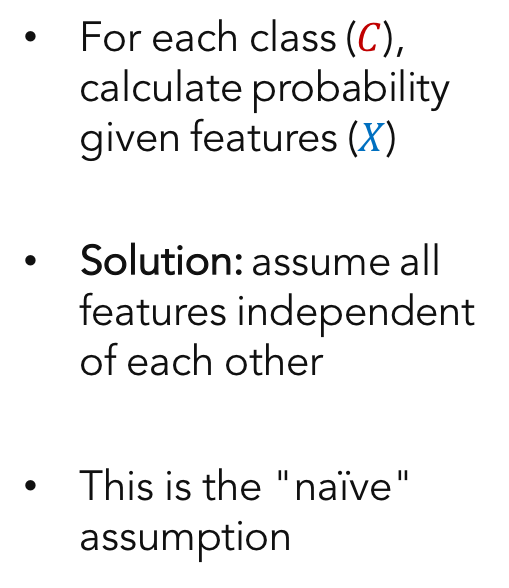 • For each class (C),
calculate probability
given features (X)
• Solution: assume all
features independent
of each other
• This is the "naïve"
assumption